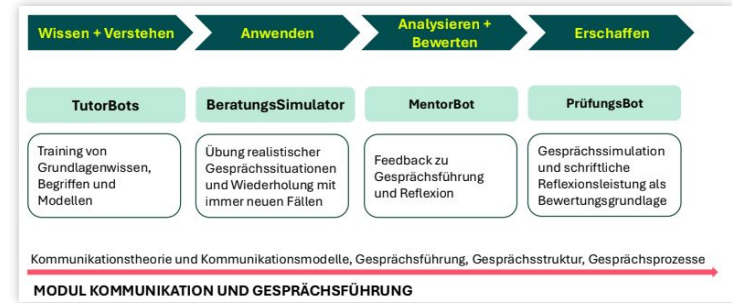 Wissen + Verstehen
Anwenden
Analysieren +
Bewerten
Erschaffen
TutorBots
BeratungsSimulator
MentorBot
PrüfungsBot
Training von
Grundlagenwissen,
Begriffen und
Modellen
Übung realistischer
Gesprächssituationen
und Wiederholung mit
immer neuen Fällen
Feedback zu
Gesprächsführung
und Reflexion
Gesprächssimulation
und schriftliche
Reflexionsleistung als
Bewertungsgrundlage
Kommunikationstheorie und Kommunikationsmodelle, Gesprächsführung, Gesprächsstruktur, Gesprächsprozesse
MODUL KOMMUNIKATION UND GESPRÄCHSFÜHRUNG